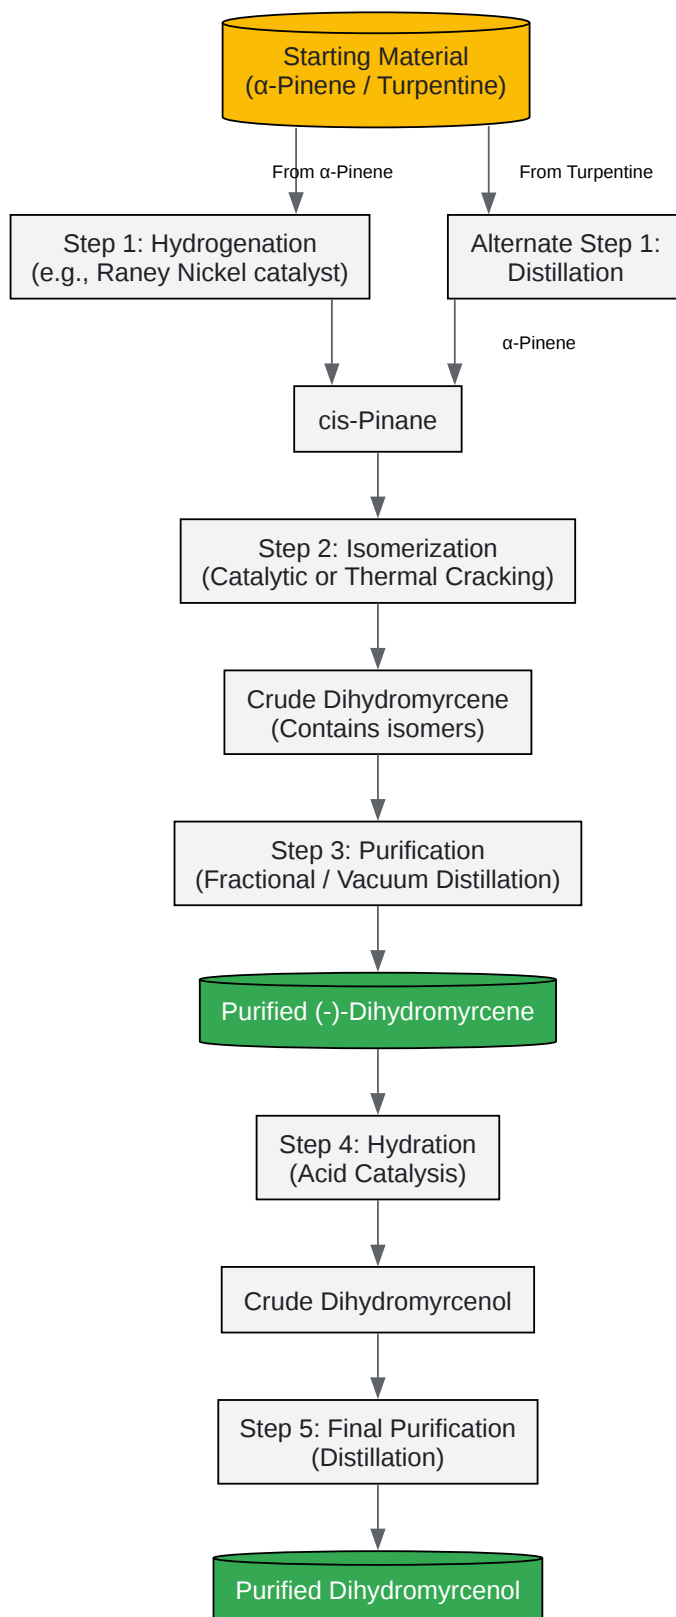 Starting Material
(α-Pinene / Turpentine)
From α-Pinene
From Turpentine
Step 1: Hydrogenation
(e.g., Raney Nickel catalyst)
Alternate Step 1:
Distillation
α-Pinene
cis-Pinane
Step 2: Isomerization
(Catalytic or Thermal Cracking)
Crude Dihydromyrcene
(Contains isomers)
Step 3: Purification
(Fractional / Vacuum Distillation)
Purified (-)-Dihydromyrcene
Step 4: Hydration
(Acid Catalysis)
Crude Dihydromyrcenol
Step 5: Final Purification
(Distillation)
Purified Dihydromyrcenol